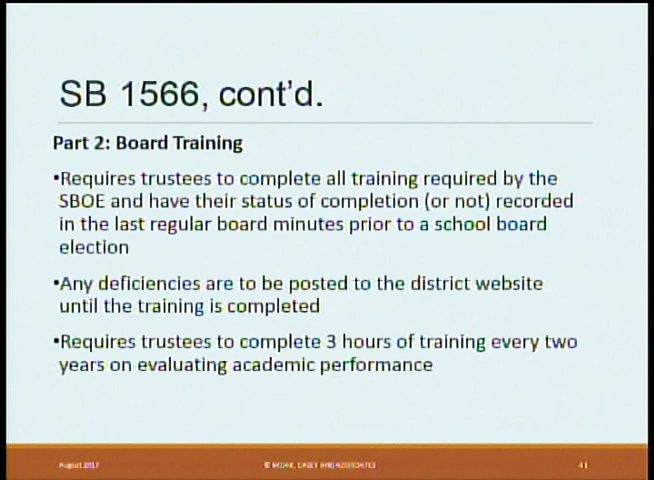 SB 1566, cont'd.
Part 2: Board Training
•Requires trustees to complete all training required by the
SBOE and have their status of completion (or not) recorded
in the last regular board minutes prior to a school board
election
•Any deficiencies are to be posted to the district website
until the training is completed
•Requires trustees to complete 3 hours of training every two
years on evaluating academic performance
August 2017
AND ASSOCIATES
41